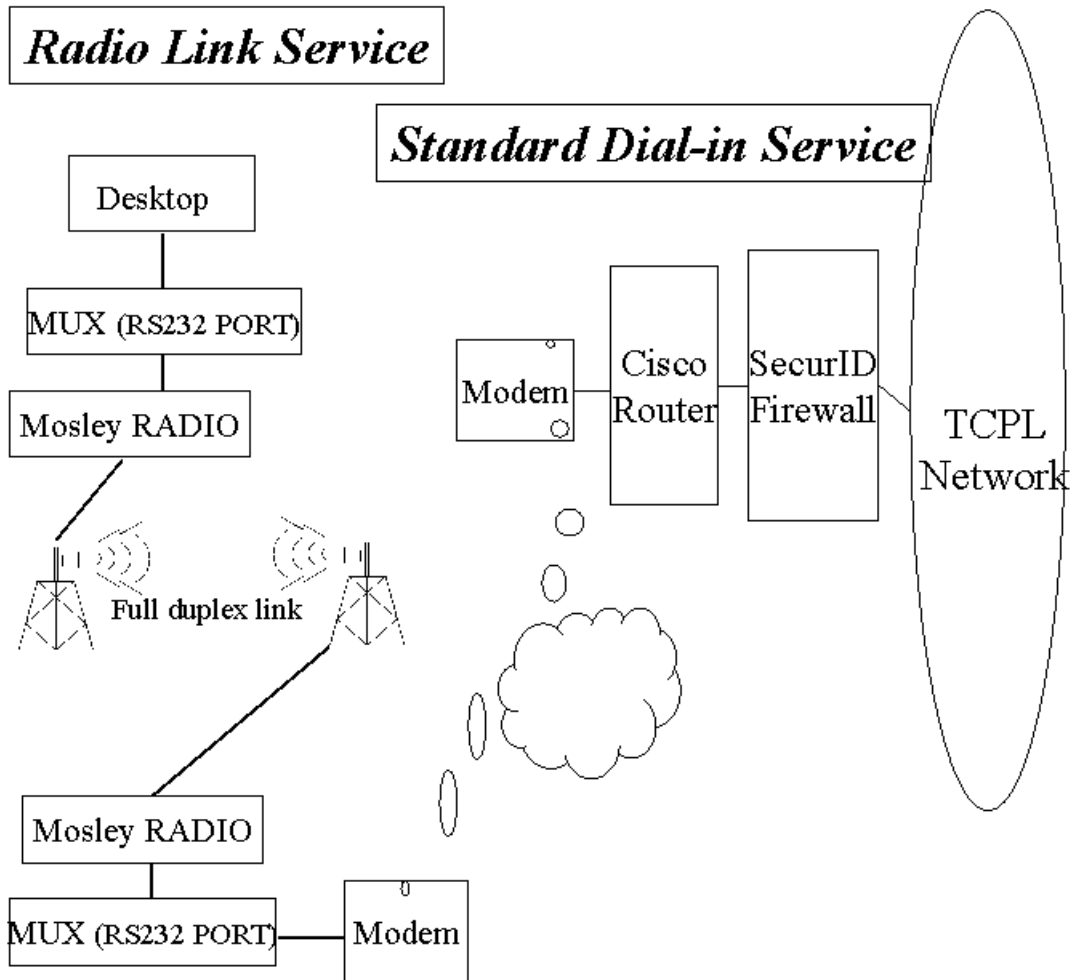 Radio Link Service
Standard Dial-in Service
Desktop
MUX (RS232 PORT)
Mosley RADIO
Full duplex link
Mosley RADIO
MUX (RS232 PORT)
Modem
Modem
Cisco
Router
SecurID
Firewall
TCPL
Network